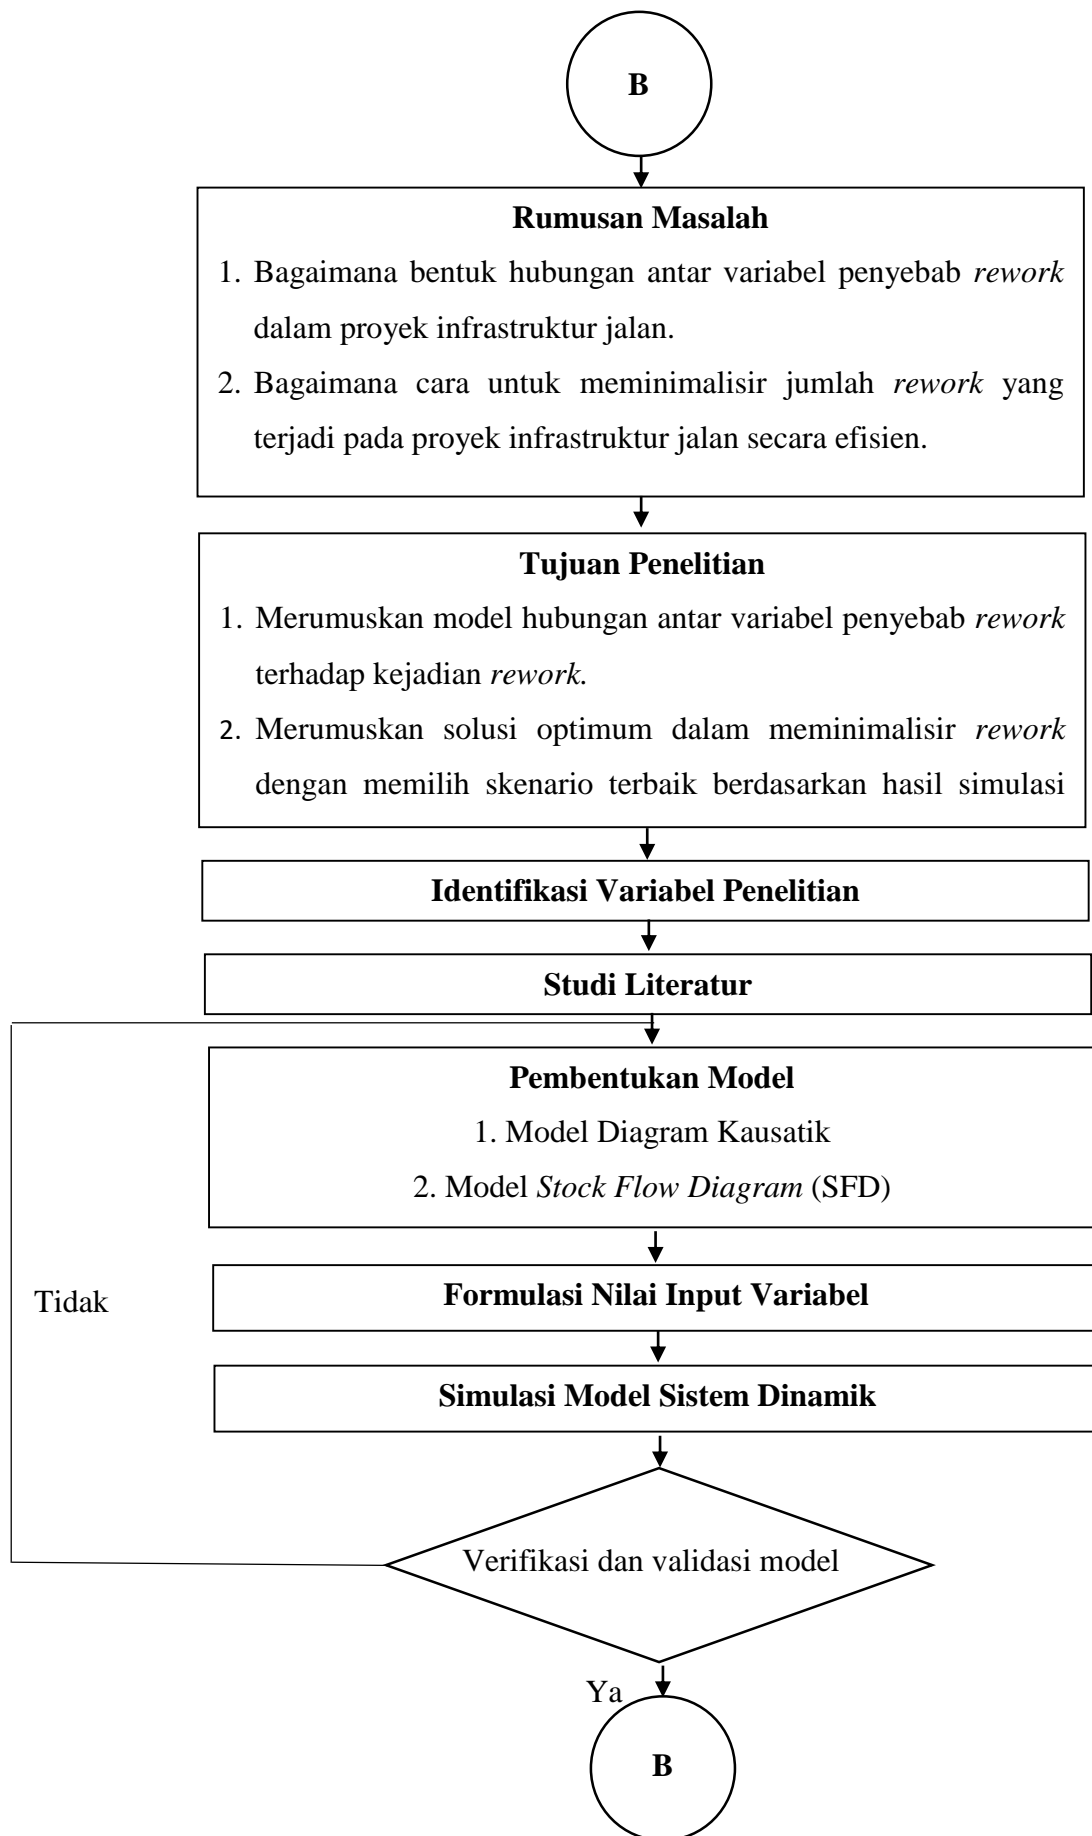 B
Rumusan Masalah
1. Bagaimana bentuk hubungan antar variabel penyebab rework
dalam proyek infrastruktur jalan.
2. Bagaimana cara untuk meminimalisir jumlah rework yang
terjadi pada proyek infrastruktur jalan secara efisien.
Tujuan Penelitian
1. Merumuskan model hubungan antar variabel penyebab rework
terhadap kejadian rework.
2. Merumuskan solusi optimum dalam meminimalisir rework
dengan memilih skenario terbaik berdasarkan hasil simulasi
Identifikasi Variabel Penelitian
Studi Literatur
Pembentukan Model
1. Model Diagram Kausatik
2. Model Stock Flow Diagram (SFD)
Formulasi Nilai Input Variabel
Tidak
Simulasi Model Sistem Dinamik
Verifikasi dan validasi model
Ya
B